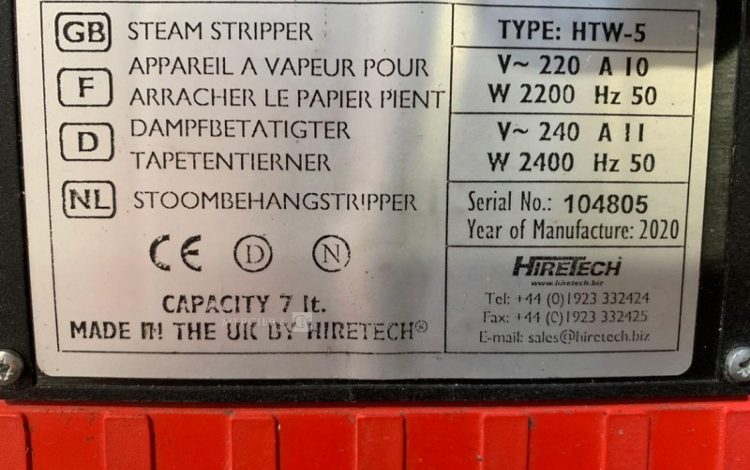 GB STEAM STRIPPER
F APPAREIL A VAPEUR POUR
ARRACHER LE PAPIER PIENT
D DAMPFBETATIGTER
TAPETENTIERNER
NL STOOMBEHANGSTRIPPER
CE D N
CAPACITY 7 lt.
MADE IN THE UK BY HIRETECH®
TYPE: HTW-5
V~ 220 A 10
W 2200 Hz 50
V~ 240 A 11
W 2400 Hz 50
Serial No.: 104805
Year of Manufacture: 2020
HIRETECH
www.hiretech.biz
Tel: +44 (0)1923 332424
Fax: +44 (0)1923 332425
E-mail: sales@hiretech.biz